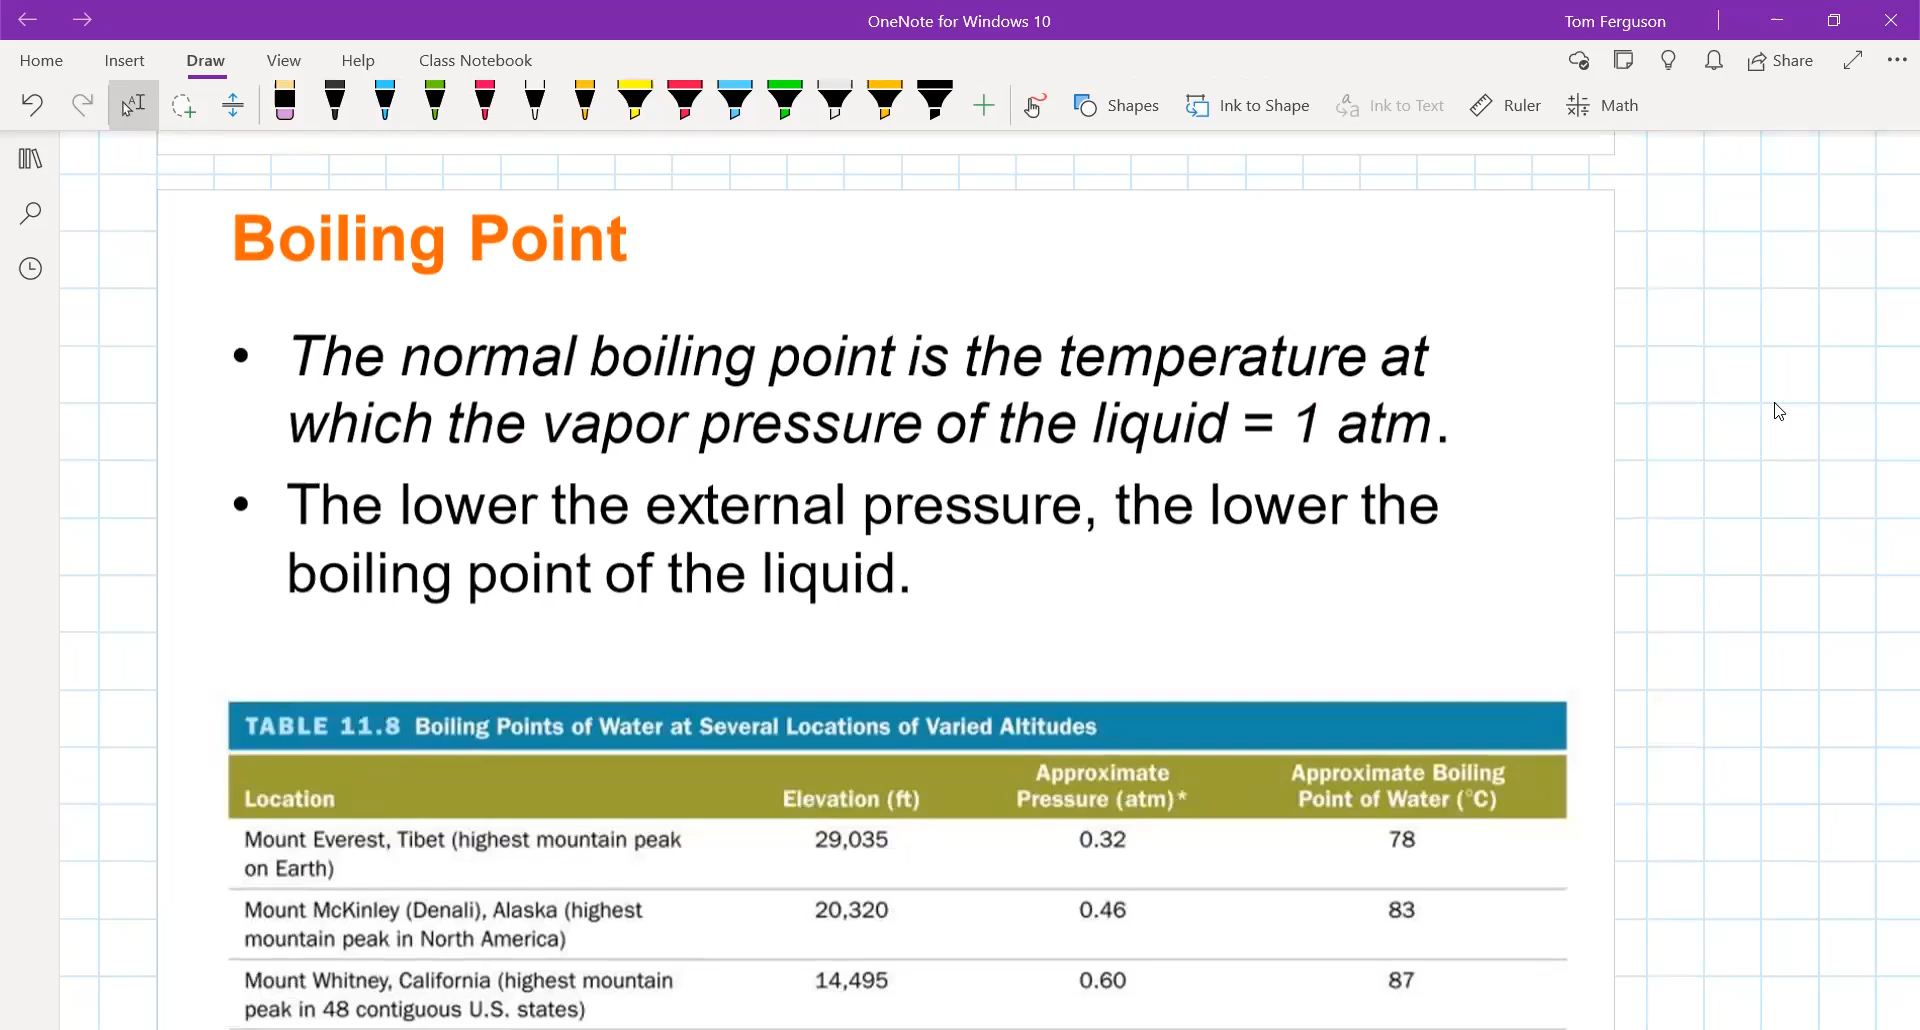 OneNote for Windows 10
Tom Ferguson
Home Insert Draw View Help Class Notebook Share
Shapes Ink to Shape Ink to Text Ruler Math
Boiling Point
• The normal boiling point is the temperature at
which the vapor pressure of the liquid = 1 atm.
• The lower the external pressure, the lower the
boiling point of the liquid.
TABLE 11.8 Boiling Points of Water at Several Locations of Varied Altitudes
Location Elevation (ft) Approximate Pressure (atm)* Approximate Boiling Point of Water (°C)
Mount Everest, Tibet (highest mountain peak 29,035 0.32 78
on Earth)
Mount McKinley (Denali), Alaska (highest 20,320 0.46 83
mountain peak in North America)
Mount Whitney, California (highest mountain 14,495 0.60 87
peak in 48 contiguous U.S. states)